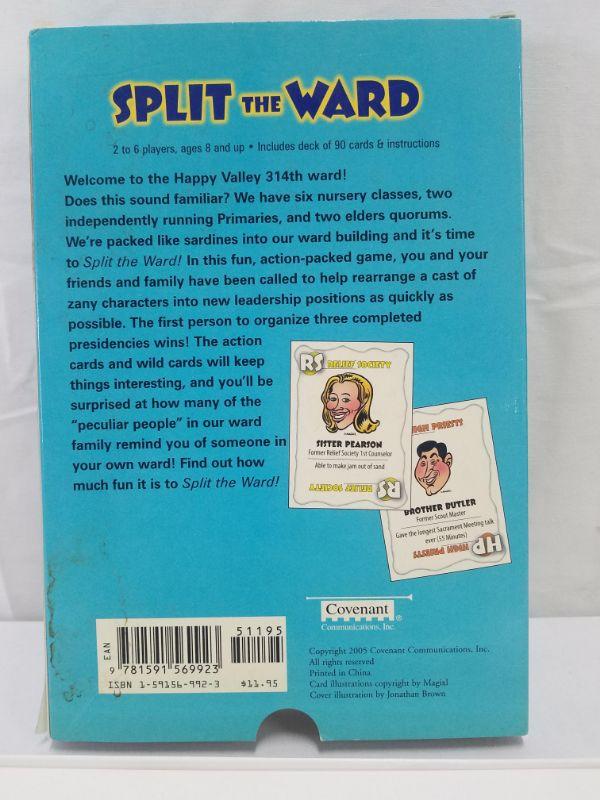 SPLIT THE WARD
2 to 6 players, ages 8 and up • Includes deck of 90 cards & instructions
Welcome to the Happy Valley 314th ward!
Does this sound familiar? We have six nursery classes, two
independently running Primaries, and two elders quorums.
We're packed like sardines into our ward building and it's time
to Split the Ward! In this fun, action-packed game, you and your
friends and family have been called to help rearrange a cast of
zany characters into new leadership positions as quickly as
possible. The first person to organize three completed
presidencies wins! The action
cards and wild cards will keep
things interesting, and you'll be
surprised at how many of the
"peculiar people" in our ward
family remind you of someone in
your own ward! Find out how
much fun it is to Split the Ward!
RS RELIEF SOCIETY
SISTER PEARSON
Former Relief Society 1st Counselor
Able to make jam out of sand
RS RELIEF SOCIETY
HIGH PRIESTS
BROTHER BUTLER
Former Scout Master
Gave the longest Sacrament Meeting talk
ever (55 Minutes)
HP HIGH PRIESTS
Covenant
Communications, Inc.
®
Copyright 2005 Covenant Communications, Inc.
All rights reserved
Printed in China
Card illustrations copyright by Magial
Cover illustration by Jonathan Brown
EAN
51195
9 781591 569923
ISBN 1-59156-992-3 $11.95